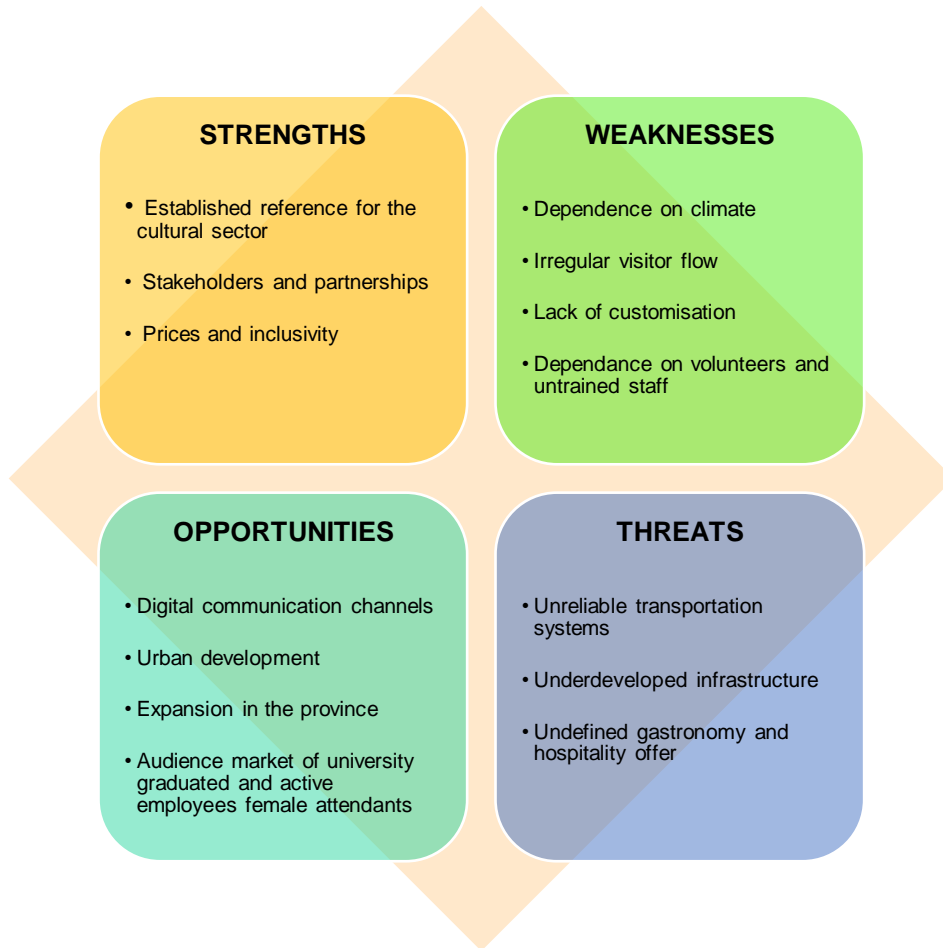 STRENGTHS
• Established reference for the
cultural sector
• Stakeholders and partnerships
• Prices and inclusivity
WEAKNESSES
• Dependence on climate
• Irregular visitor flow
• Lack of customisation
• Dependance on volunteers and
untrained staff
OPPORTUNITIES
• Digital communication channels
• Urban development
• Expansion in the province
• Audience market of university
graduated and active
employees female attendants
THREATS
• Unreliable transportation
systems
• Underdeveloped infrastructure
• Undefined gastronomy and
hospitality offer